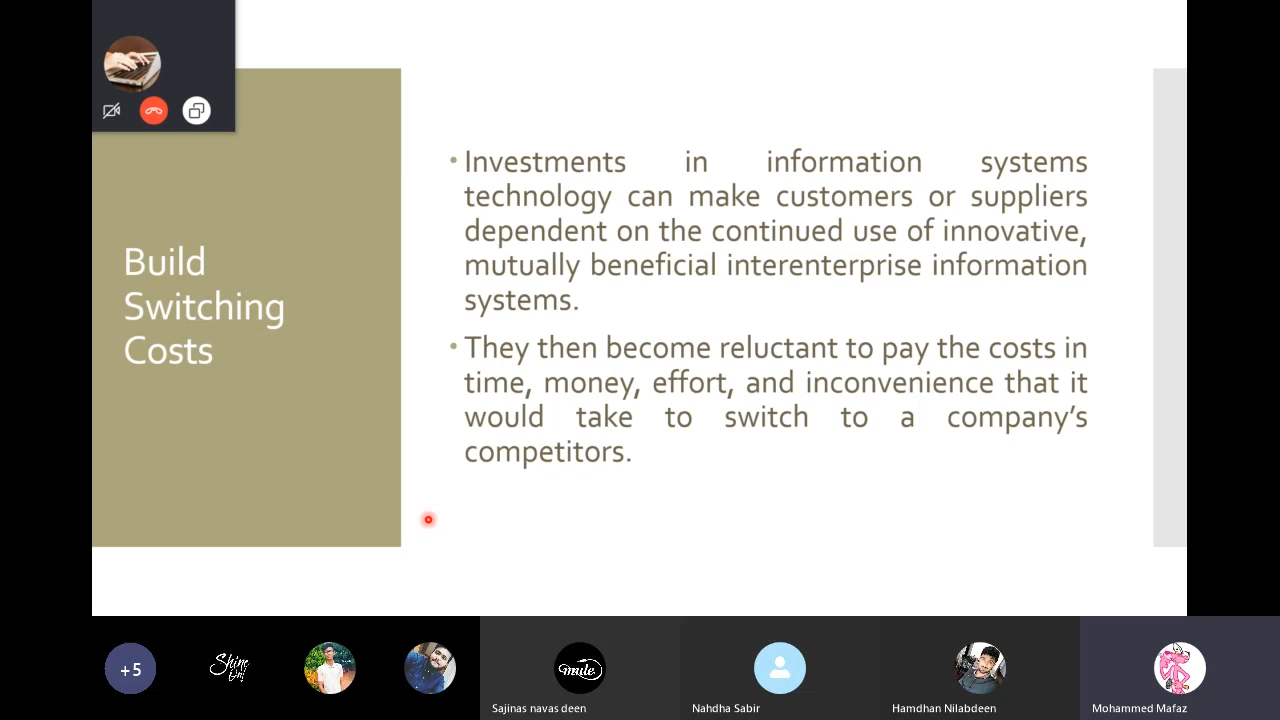 Build
Switching
Costs
• Investments in information systems
technology can make customers or suppliers
dependent on the continued use of innovative,
mutually beneficial interenterprise information
systems.
• They then become reluctant to pay the costs in
time, money, effort, and inconvenience that it
would take to switch to a company’s
competitors.
+5
mute
Sajinas navas deen
Nahdha Sabir
Hamdhan Nilabdeen
Mohammed Mafaz